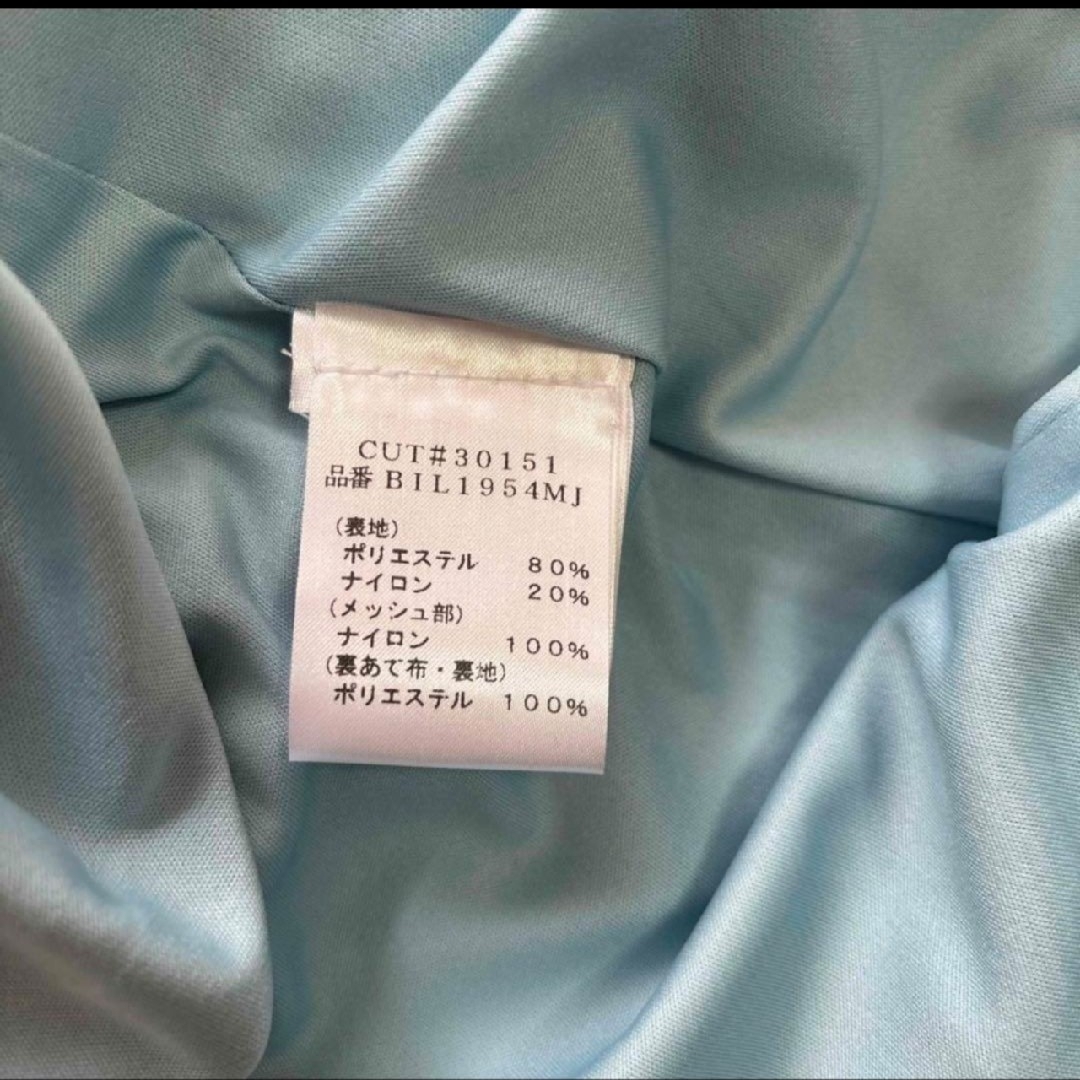 CUT#30151
品番 BIL1954MJ
(表地)
ポリエステル 80%
ナイロン 20%
(メッシュ部)
ナイロン 100%
(裏あて布・裏地)
ポリエステル 100%